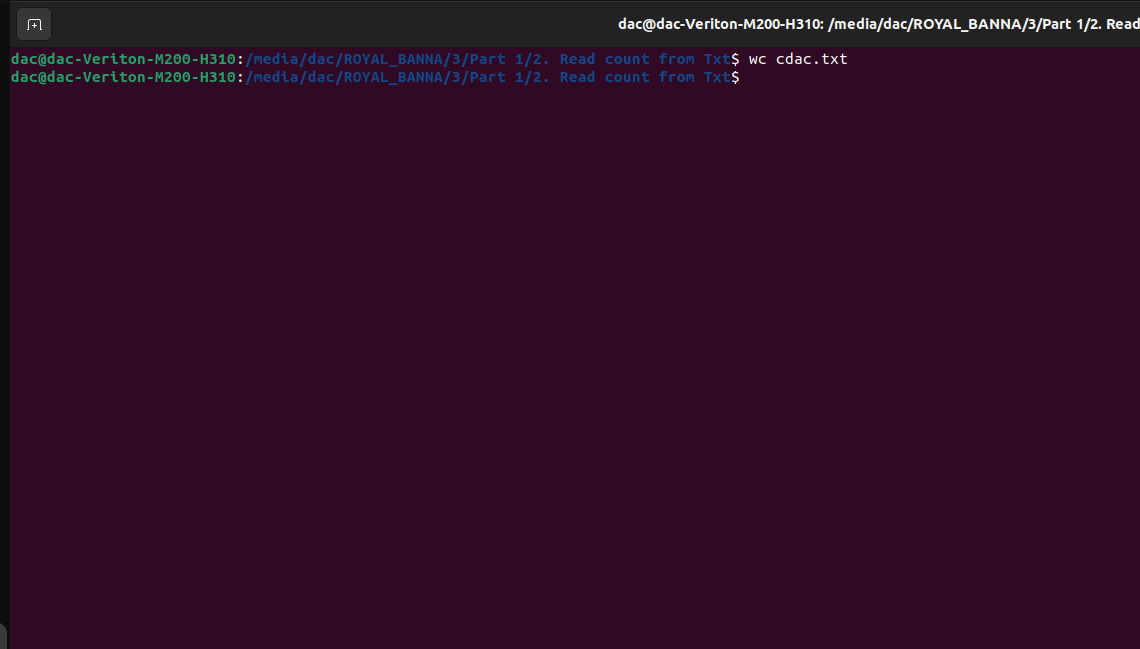 dac@dac-Veriton-M200-H310: /media/dac/ROYAL_BANNA/3/Part 1/2. Read
dac@dac-Veriton-M200-H310:/media/dac/ROYAL_BANNA/3/Part 1/2. Read count from Txt$ wc cdac.txt
dac@dac-Veriton-M200-H310:/media/dac/ROYAL_BANNA/3/Part 1/2. Read count from Txt$